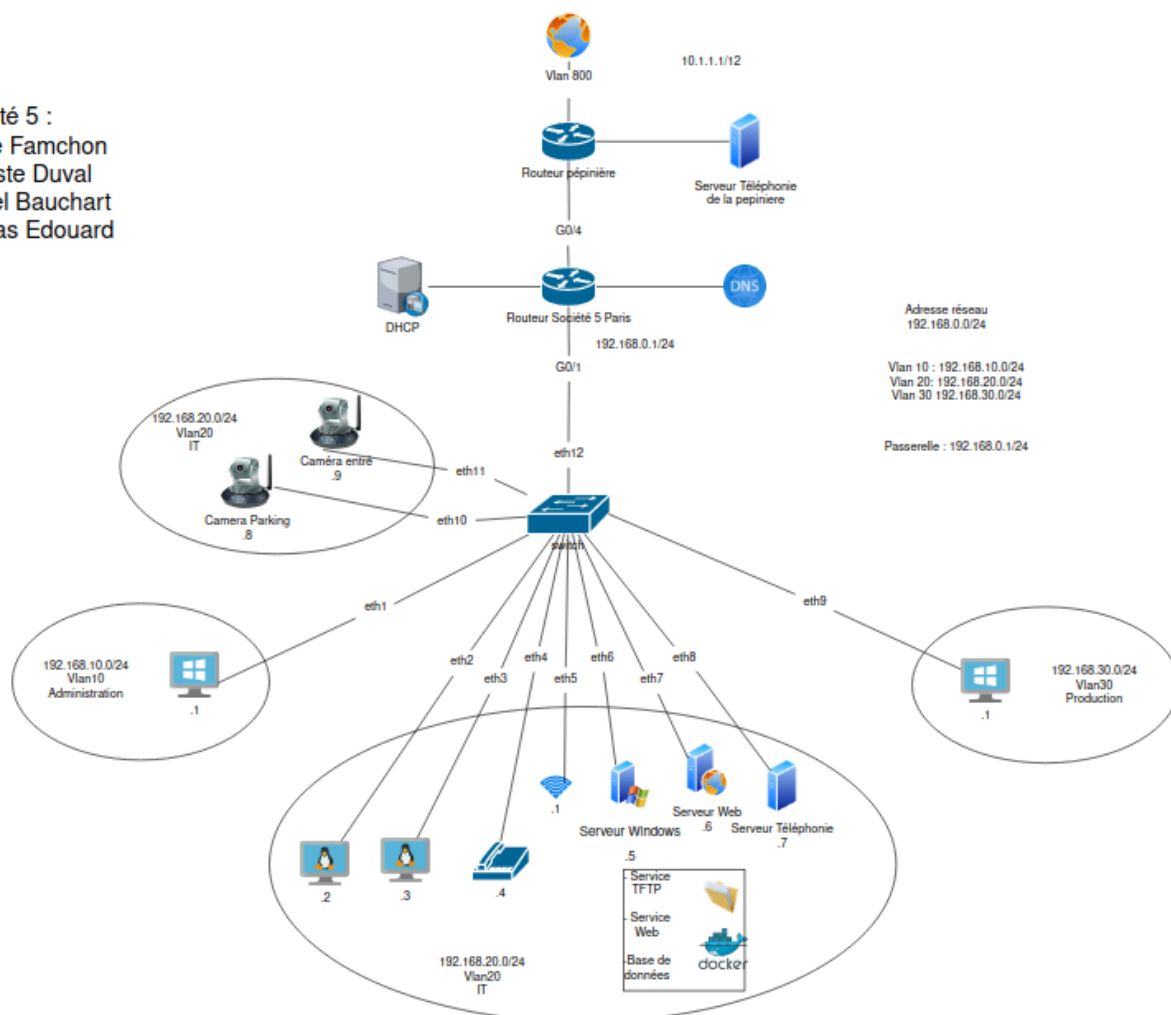 Vlan 800
10.1.1.1/12
té 5 :
Famchon
ste Duval
el Bauchart
as Edouard
Routeur pépinière
Serveur Téléphonie
de la pepiniere
G0/4
DHCP
Routeur Société 5 Paris
DNS
192.168.0.1/24
G0/1
Adresse réseau
192.168.0.0/24
Vlan 10 : 192.168.10.0/24
Vlan 20: 192.168.20.0/24
Vlan 30 192.168.30.0/24
Passerelle : 192.168.0.1/24
192.168.20.0/24
Vlan20
IT
Caméra entré
.9
Camera Parking
.8
eth11
eth10
eth12
switch
eth1
eth2
eth3
eth4
eth5
eth6
eth7
eth8
eth9
192.168.10.0/24
Vlan10
Administration
.1
192.168.30.0/24
Vlan30
Production
.1
.2
.3
.4
.1
Serveur Windows
.5
Serveur Web
.6
Serveur Téléphonie
.7
- Service
TFTP
- Service
Web
-Base de
données
docker
192.168.20.0/24
Vlan20
IT